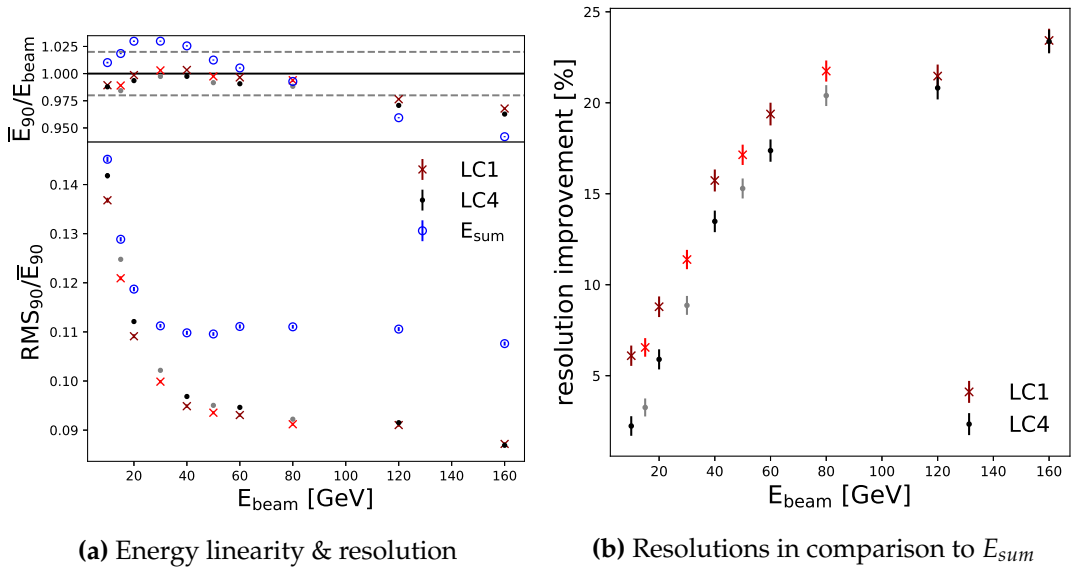 1.025
1.000
0.975
0.950
E̅90/Ebeam
LC1
LC4
Esum
0.14
0.13
0.12
0.11
0.10
0.09
RMS90/E̅90
20 40 60 80 100 120 140 160
Ebeam [GeV]
(a) Energy linearity & resolution
25
20
15
10
5
resolution improvement [%]
LC1
LC4
20 40 60 80 100 120 140 160
Ebeam [GeV]
(b) Resolutions in comparison to Esum